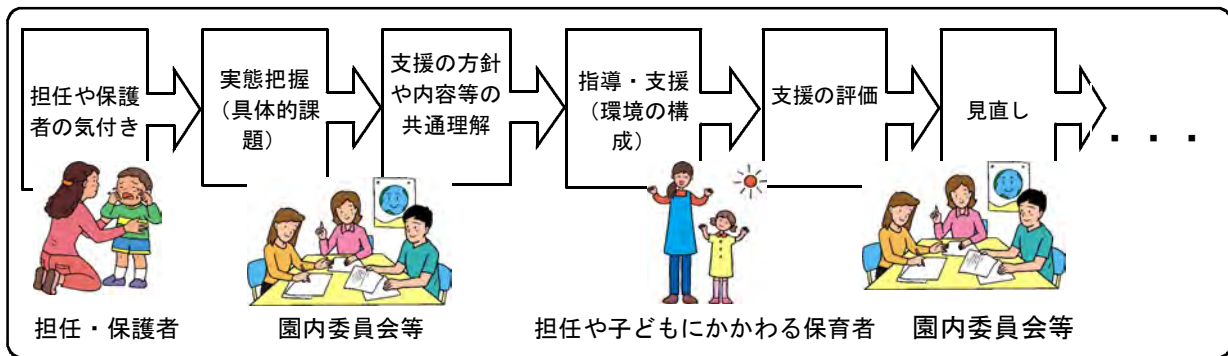 担任や保護
者の気付き
実態把握
（具体的課
題）
支援の方針
や内容等の
共通理解
指導・支援
（環境の構
成）
支援の評価
見直し
・・・
担任・保護者
園内委員会等
担任や子どもにかかわる保育者
園内委員会等